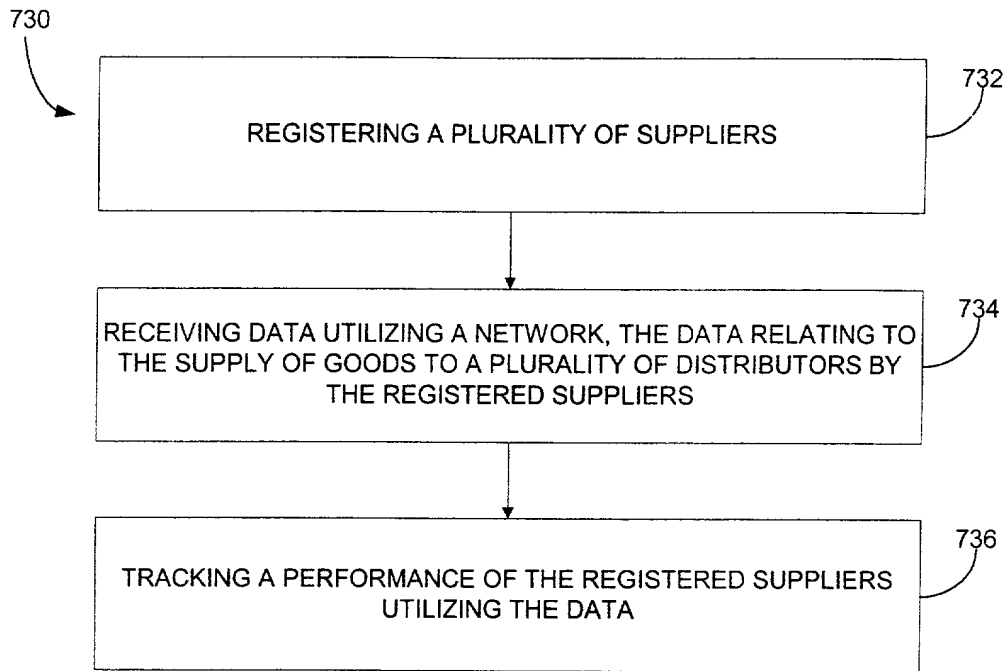 730
732
REGISTERING A PLURALITY OF SUPPLIERS
734
RECEIVING DATA UTILIZING A NETWORK, THE DATA RELATING TO
THE SUPPLY OF GOODS TO A PLURALITY OF DISTRIBUTORS BY
THE REGISTERED SUPPLIERS
736
TRACKING A PERFORMANCE OF THE REGISTERED SUPPLIERS
UTILIZING THE DATA